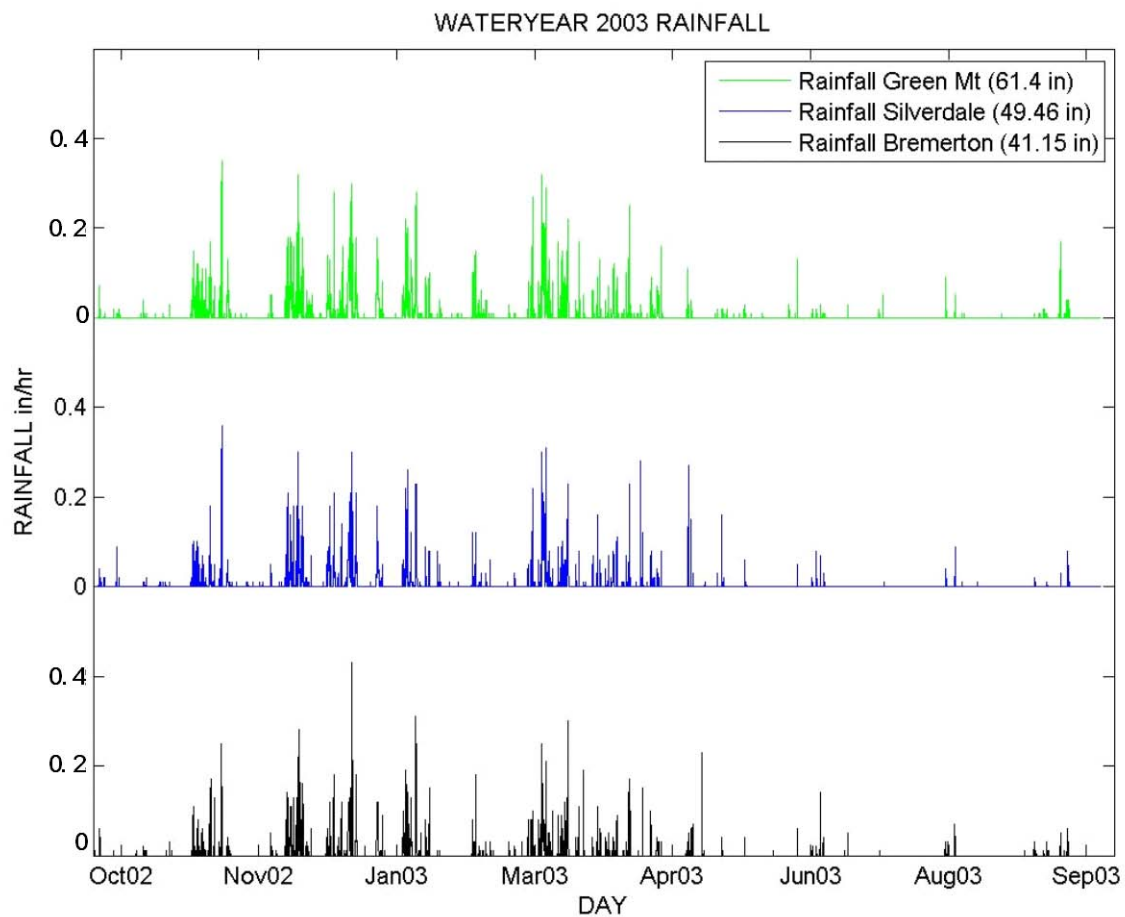 WATERYEAR 2003 RAINFALL
Rainfall Green Mt (61.4 in)
Rainfall Silverdale (49.46 in)
Rainfall Bremerton (41.15 in)
0.4
0.2
0
0.4
0.2
0
0.4
0.2
0
RAINFALL in/hr
Oct02 Nov02 Jan03 Mar03 Apr03 Jun03 Aug03 Sep03
DAY